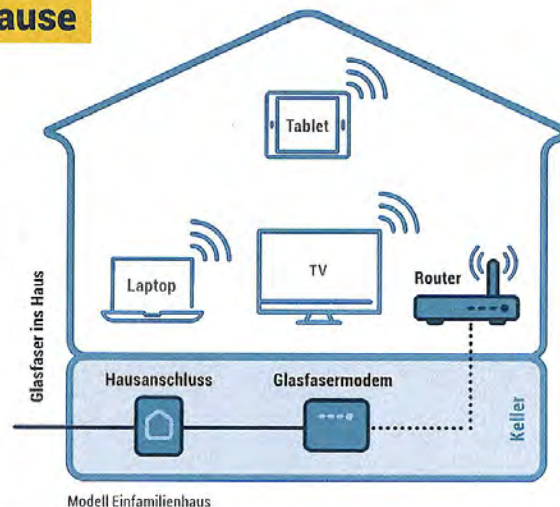 ause
Tablet
Laptop
TV
Router
Glasfaser ins Haus
Hausanschluss
Glasfasermodem
Keller
Modell Einfamilienhaus